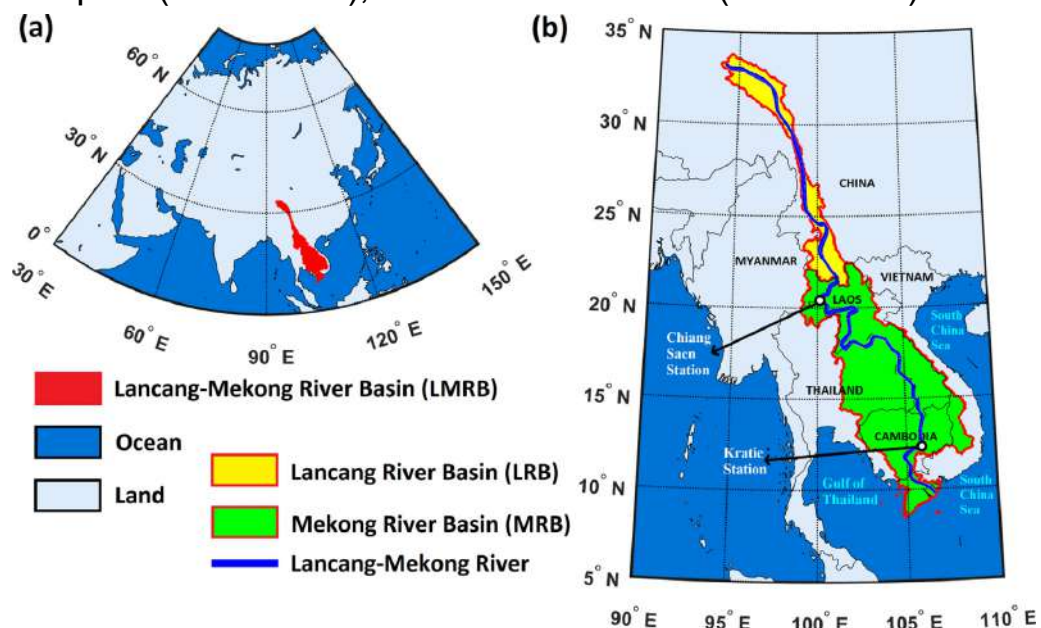 (a)
60° N
30° N
0°
30° E
60° E
90° E
120° E
150° E
Lancang-Mekong River Basin (LMRB)
Ocean
Land
Lancang River Basin (LRB)
Mekong River Basin (MRB)
Lancang-Mekong River
(b)
35° N
30° N
25° N
20° N
15° N
10° N
5° N
90° E
95° E
100° E
105° E
110° E
CHINA
MYANMAR
VIETNAM
LAOS
South
China
Sea
Chiang
Saen
Station
THAILAND
CAMBODIA
Kratie
Station
Gulf of
Thailand
South
China
Sea